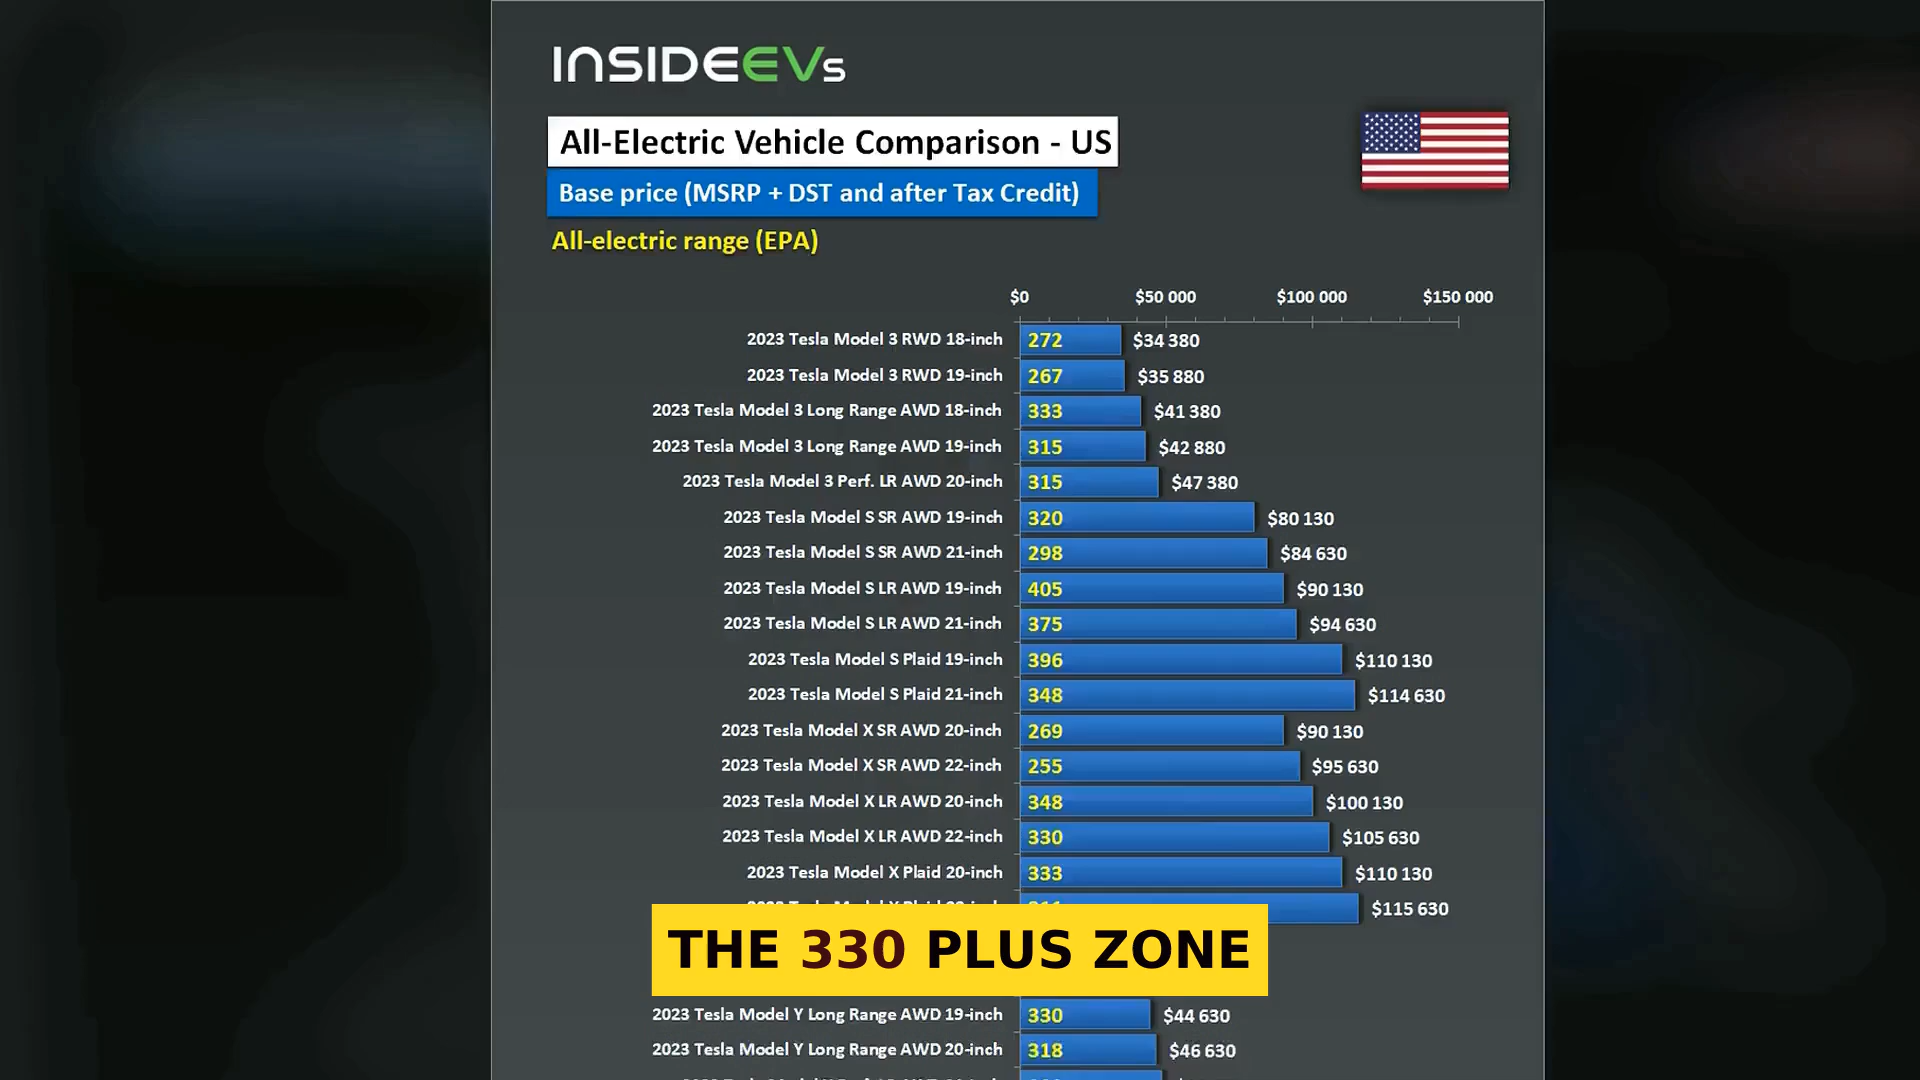 INSIDEEVs
All-Electric Vehicle Comparison - US
Base price (MSRP + DST and after Tax Credit)
All-electric range (EPA)
$0 $50 000 $100 000 $150 000
2023 Tesla Model 3 RWD 18-inch 272 $34 380
2023 Tesla Model 3 RWD 19-inch 267 $35 880
2023 Tesla Model 3 Long Range AWD 18-inch 333 $41 380
2023 Tesla Model 3 Long Range AWD 19-inch 315 $42 880
2023 Tesla Model 3 Perf. LR AWD 20-inch 315 $47 380
2023 Tesla Model S SR AWD 19-inch 320 $80 130
2023 Tesla Model S SR AWD 21-inch 298 $84 630
2023 Tesla Model S LR AWD 19-inch 405 $90 130
2023 Tesla Model S LR AWD 21-inch 375 $94 630
2023 Tesla Model S Plaid 19-inch 396 $110 130
2023 Tesla Model S Plaid 21-inch 348 $114 630
2023 Tesla Model X SR AWD 20-inch 269 $90 130
2023 Tesla Model X SR AWD 22-inch 255 $95 630
2023 Tesla Model X LR AWD 20-inch 348 $100 130
2023 Tesla Model X LR AWD 22-inch 330 $105 630
2023 Tesla Model X Plaid 20-inch 333 $110 130
$115 630
THE 330 PLUS ZONE
2023 Tesla Model Y Long Range AWD 19-inch 330 $44 630
2023 Tesla Model Y Long Range AWD 20-inch 318 $46 630